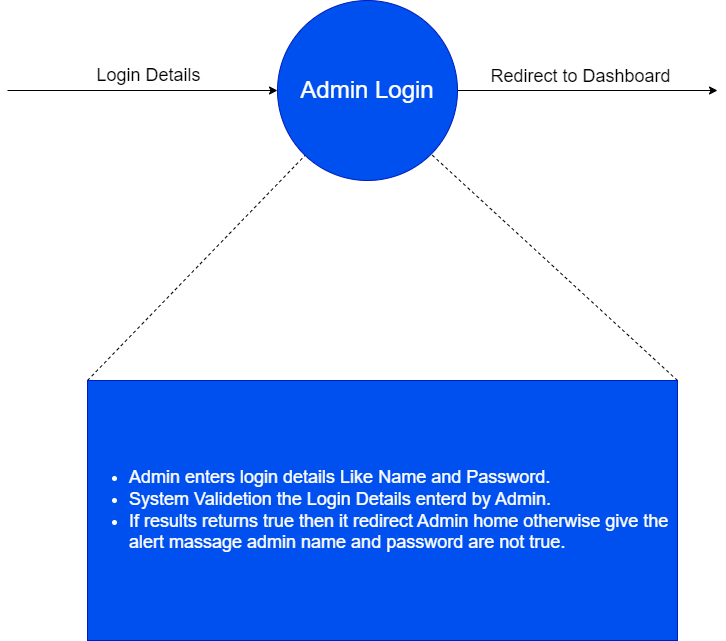 Login Details
Admin Login
Redirect to Dashboard
• Admin enters login details Like Name and Password.
• System Validetion the Login Details enterd by Admin.
• If results returns true then it redirect Admin home otherwise give the
alert massage admin name and password are not true.